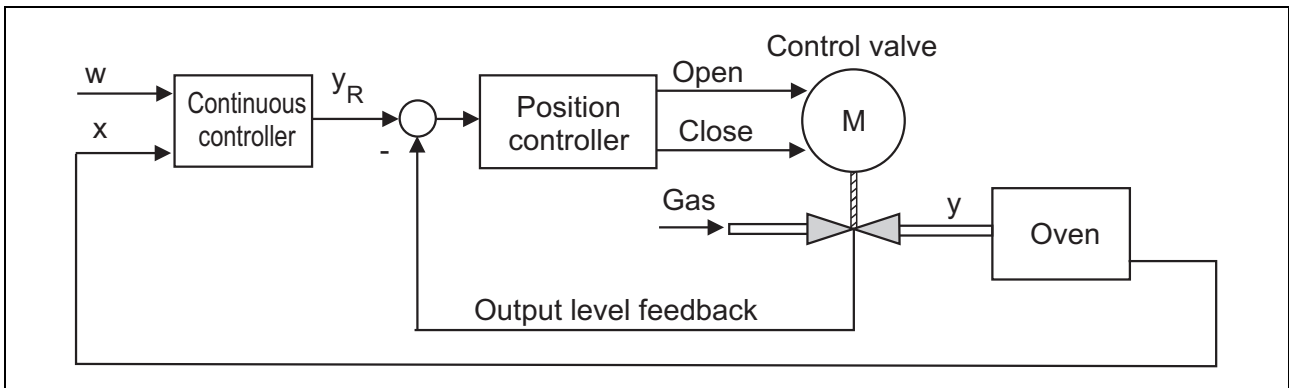 Control valve
w
x
Continuous
controller
yR
-
Position
controller
Open
Close
M
Gas
y
Oven
Output level feedback